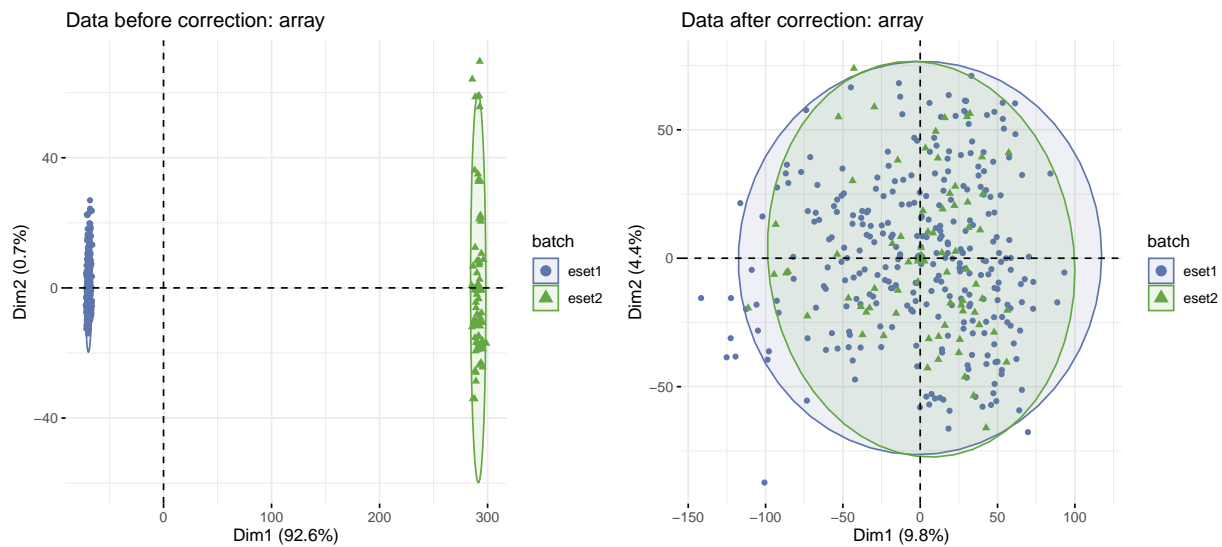 Data before correction: array
Dim2 (0.7%)
40
0
−40
0
100
200
300
Dim1 (92.6%)
batch
eset1
eset2
Data after correction: array
Dim2 (4.4%)
50
0
−50
−150
−100
−50
0
50
100
Dim1 (9.8%)
batch
eset1
eset2